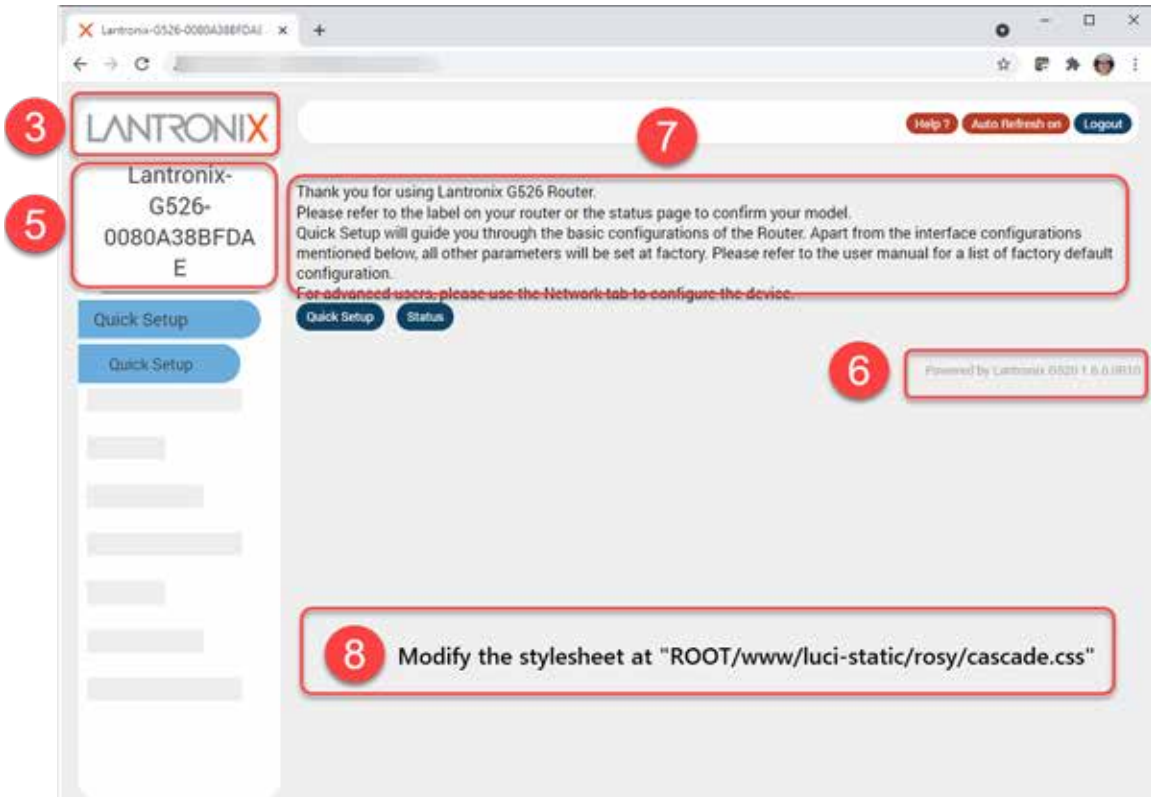 Lantronix-G526-0080A38BFDAE
3
LANTRONIX
7
Help ?
Auto Refresh on
Logout
5
Lantronix-
G526-
0080A38BFDA
E
Thank you for using Lantronix G526 Router.
Please refer to the label on your router or the status page to confirm your model.
Quick Setup will guide you through the basic configurations of the Router. Apart from the interface configurations
mentioned below, all other parameters will be set at factory. Please refer to the user manual for a list of factory default
configuration.
For advanced users, please use the Network tab to configure the device.
Quick Setup
Status
Quick Setup
Quick Setup
6
Powered by Lantronix
8
Modify the stylesheet at "ROOT/www/luci-static/rosy/cascade.css"